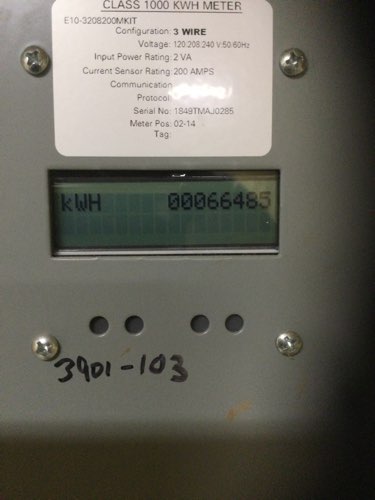 CLASS 1000 KWH METER
E10-3208200MKIT
Configuration: 3 WIRE
Voltage: 120:208:240 V:50:60Hz
Input Power Rating: 2 VA
Current Sensor Rating: 200 AMPS
Communication
Protocol
Serial No: 1849TMAJ0285
Meter Pos: 02-14
Tag:
kWH 00066485
3901-103